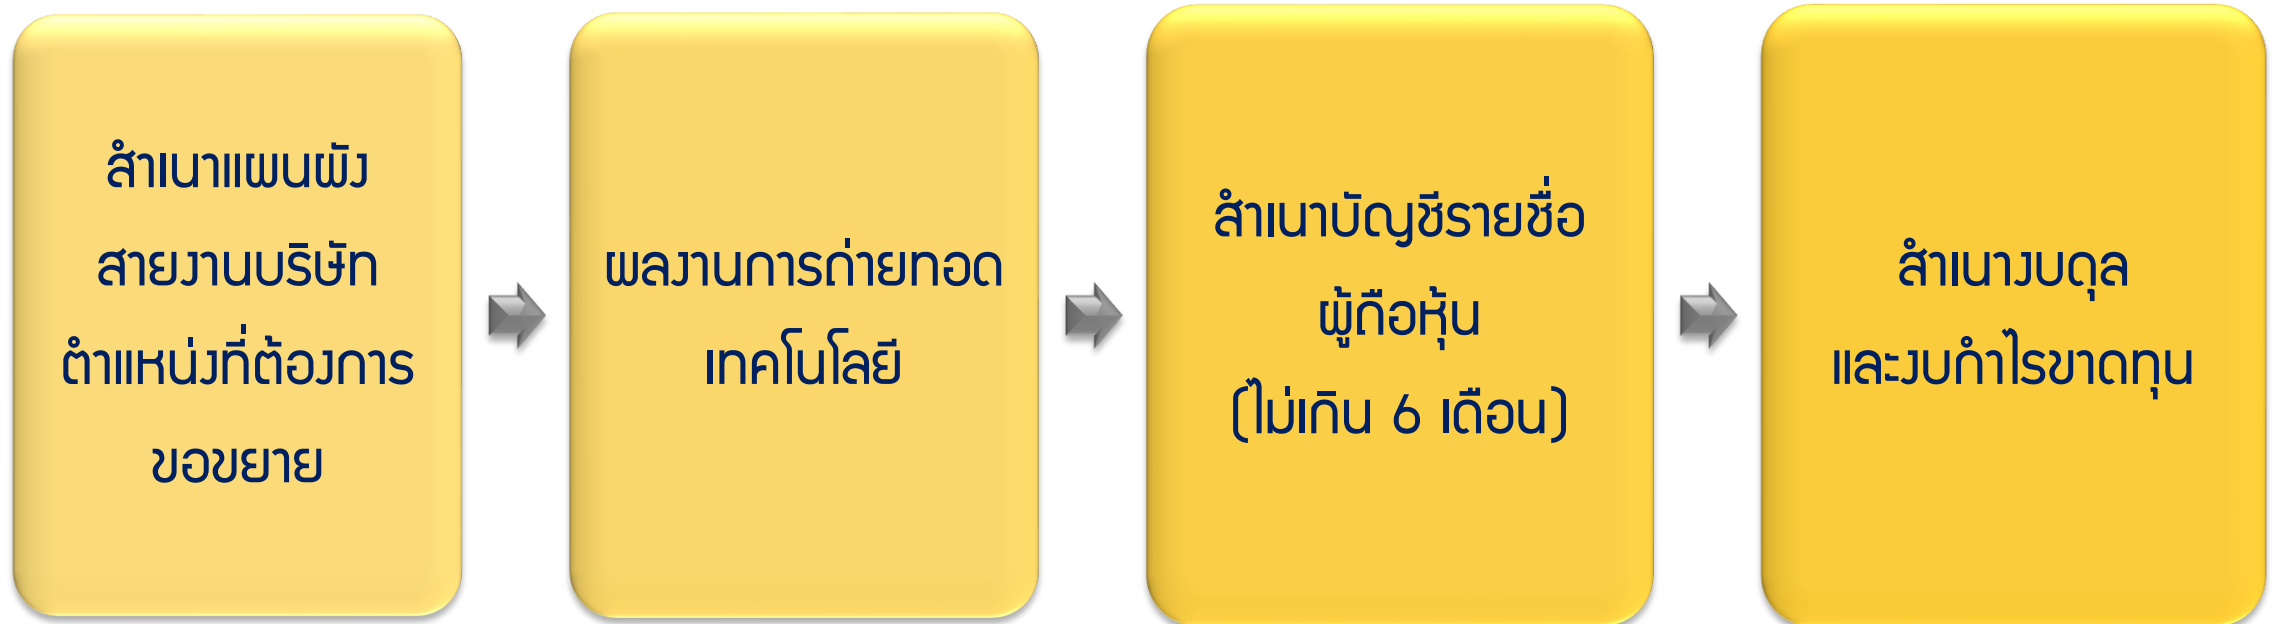 สำเนาแผนผัง
สายงานบริษัท
ตำแหน่งที่ต้องการ
ขอขยาย
ผลงานการถ่ายทอด
เทคโนโลยี
สำเนาบัญชีรายชื่อ
ผู้ถือหุ้น
(ไม่เกิน 6 เดือน)
สำเนางบดุล
และงบกำไรขาดทุน